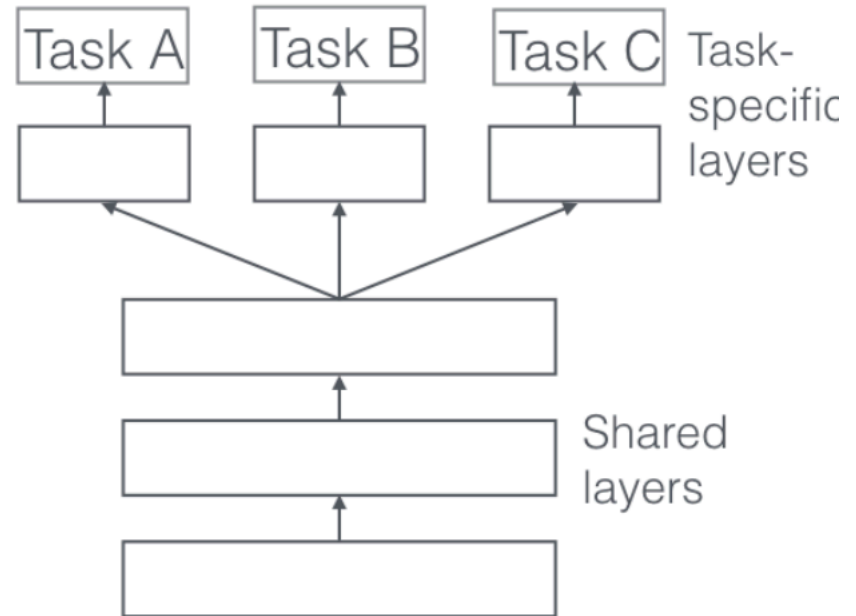 Task A
Task B
Task C
Task-
specific
layers
Shared
layers